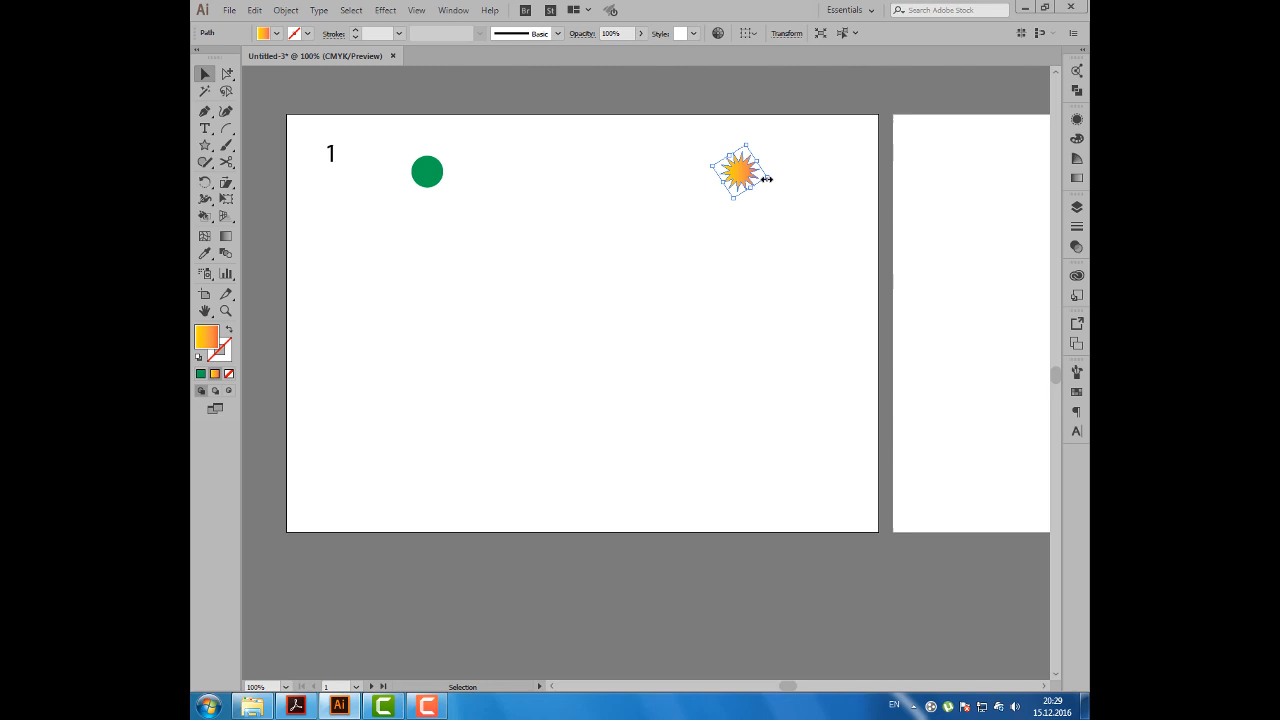 Ai File Edit Object Type Select Effect View Window Help Br St Essentials Search Adobe Stock
Path Stroke: Basic Opacity: 100% Style: Transform
Untitled-3* @ 100% (CMYK/Preview) ×
1
100% 1 Selection
Ai EN 20:29
15.12.2016